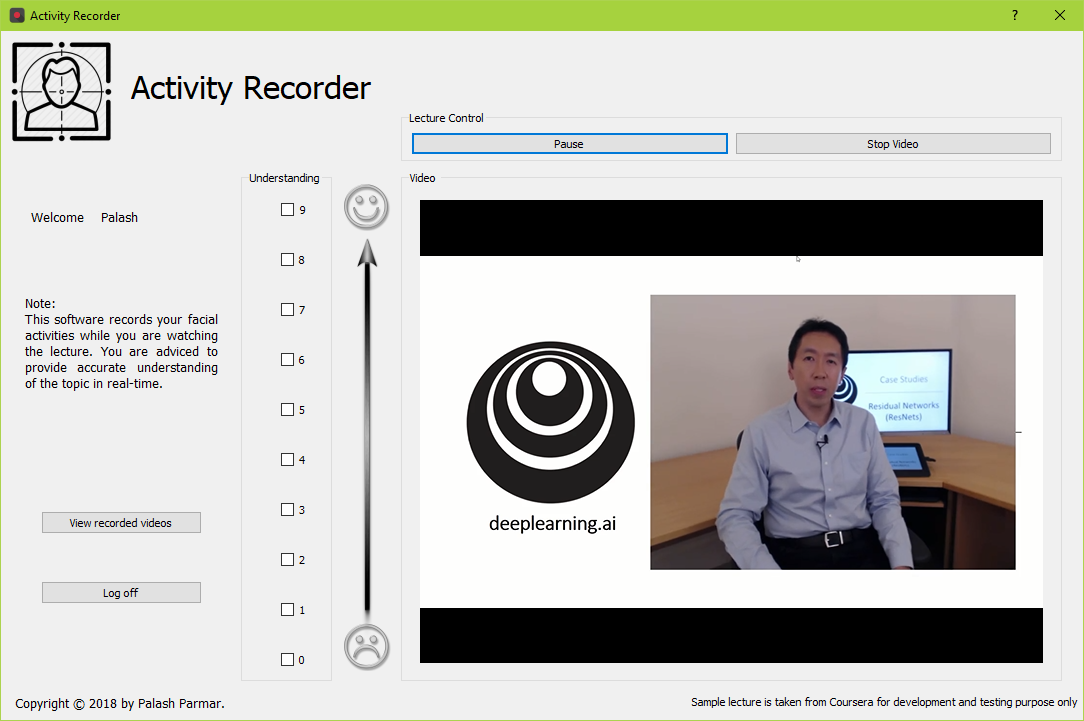 Activity Recorder
?
Activity Recorder
Lecture Control
Pause
Stop Video
Welcome Palash
Note:
This software records your facial
activities while you are watching
the lecture. You are adviced to
provide accurate understanding
of the topic in real-time.
View recorded videos
Log off
Understanding
9
8
7
6
5
4
3
2
1
0
Video
deeplearning.ai
Case Studies
Residual Networks
(ResNets)
Copyright © 2018 by Palash Parmar.
Sample lecture is taken from Coursera for development and testing purpose only